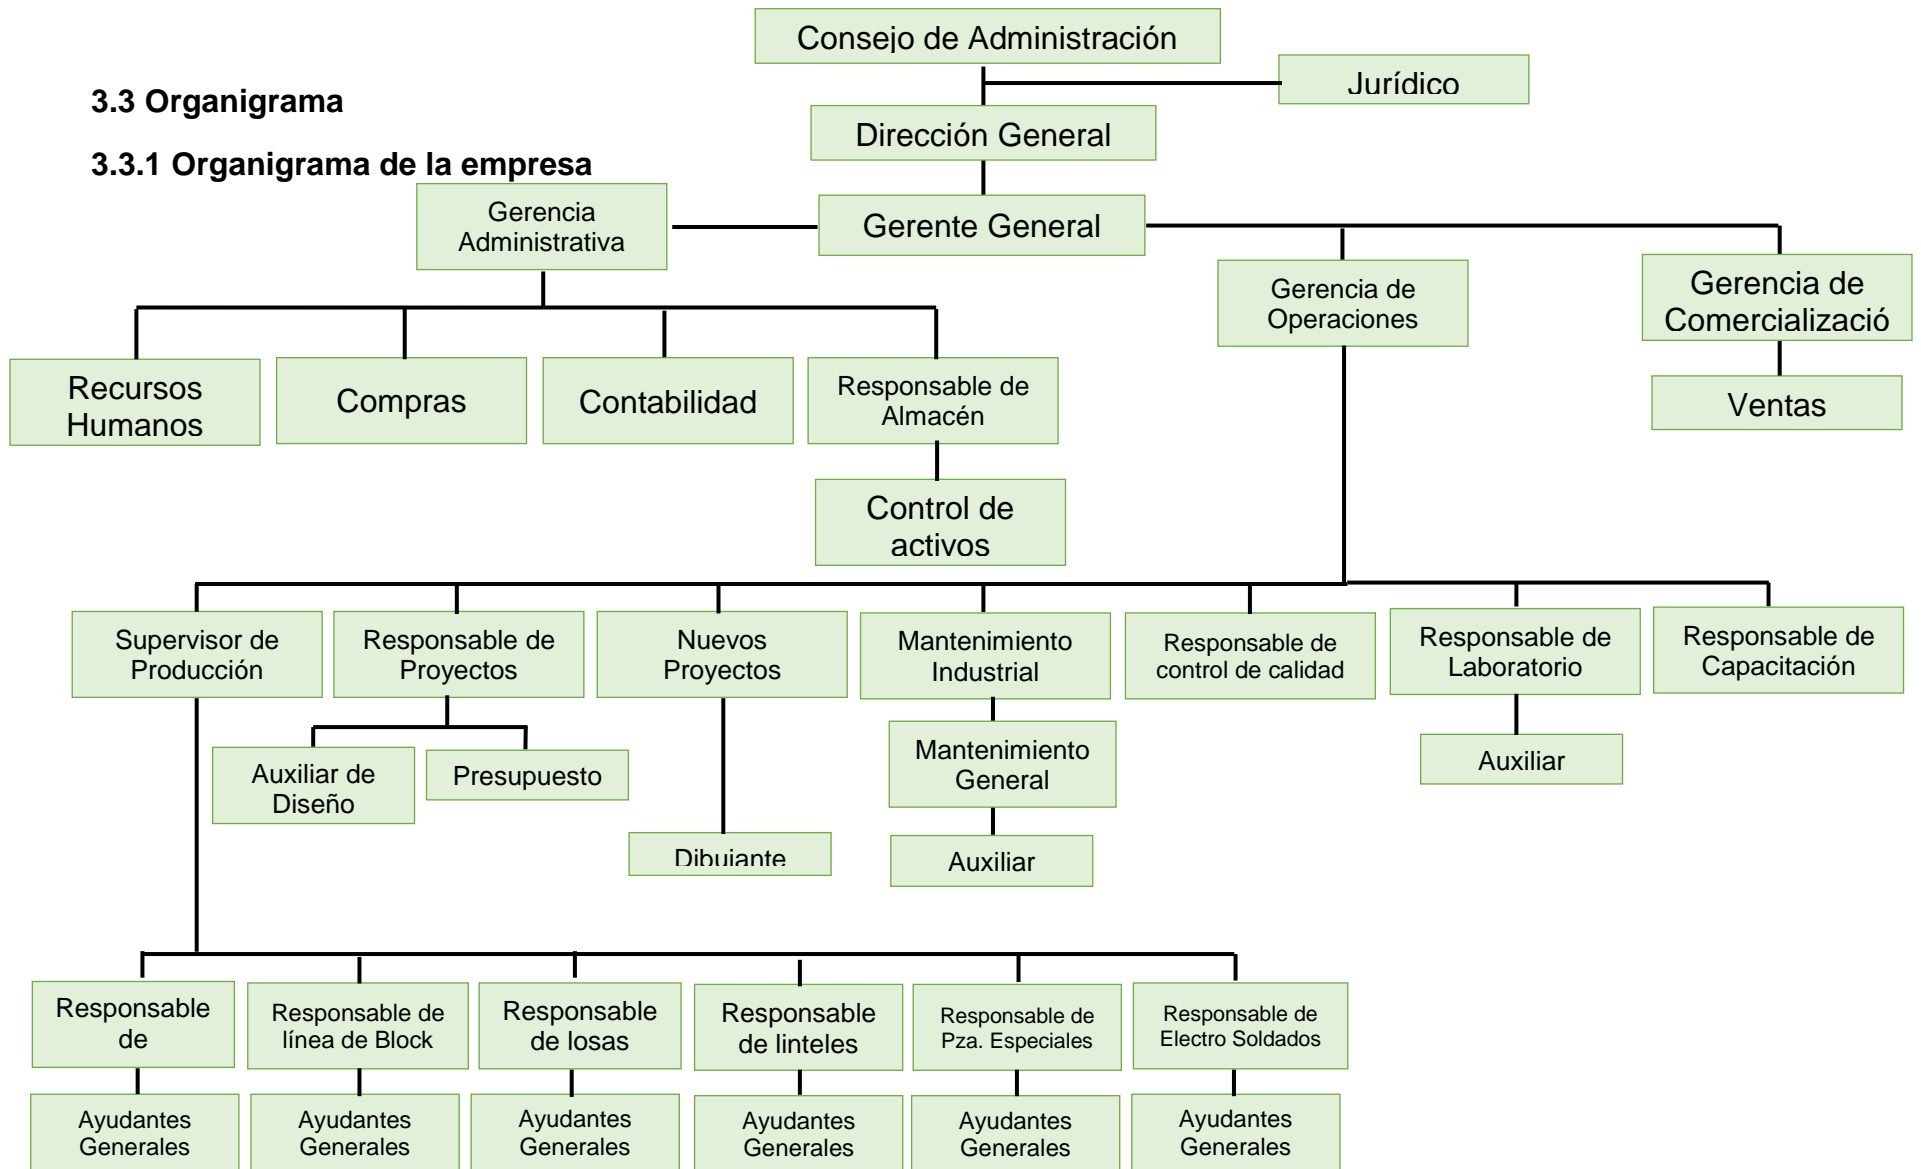 Consejo de Administración
Jurídico
3.3 Organigrama
Dirección General
3.3.1 Organigrama de la empresa
Gerencia
Administrativa
Gerente General
Gerencia de
Operaciones
Gerencia de
Comercializació
Recursos
Humanos
Compras
Contabilidad
Responsable de
Almacén
Ventas
Control de
activos
Supervisor de
Producción
Responsable de
Proyectos
Nuevos
Proyectos
Mantenimiento
Industrial
Responsable de
control de calidad
Responsable de
Laboratorio
Responsable de
Capacitación
Auxiliar de
Diseño
Presupuesto
Mantenimiento
General
Auxiliar
Dibujante
Auxiliar
Responsable
de
Responsable de
línea de Block
Responsable
de losas
Responsable
de linteles
Responsable de
Pza. Especiales
Responsable de
Electro Soldados
Ayudantes
Generales
Ayudantes
Generales
Ayudantes
Generales
Ayudantes
Generales
Ayudantes
Generales
Ayudantes
Generales